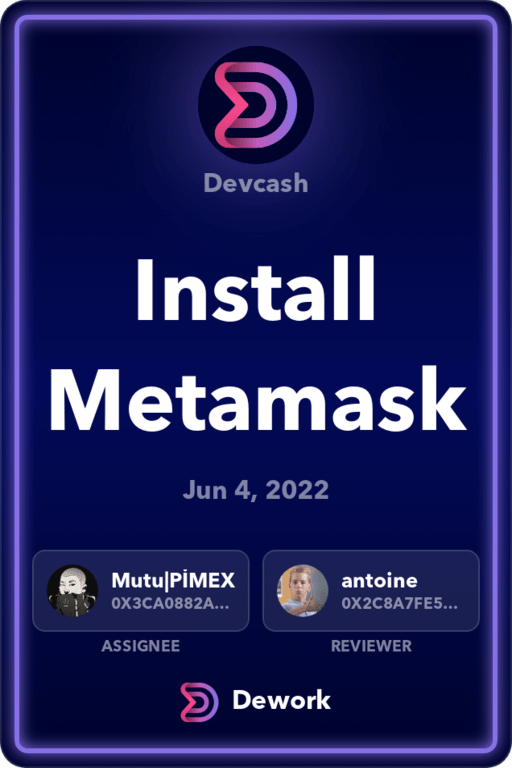 Devcash
Install
Metamask
Jun 4, 2022
Mutu|PİMEX
0X3CA0882A...
antoine
0X2C8A7FE5...
ASSIGNEE
REVIEWER
Dework